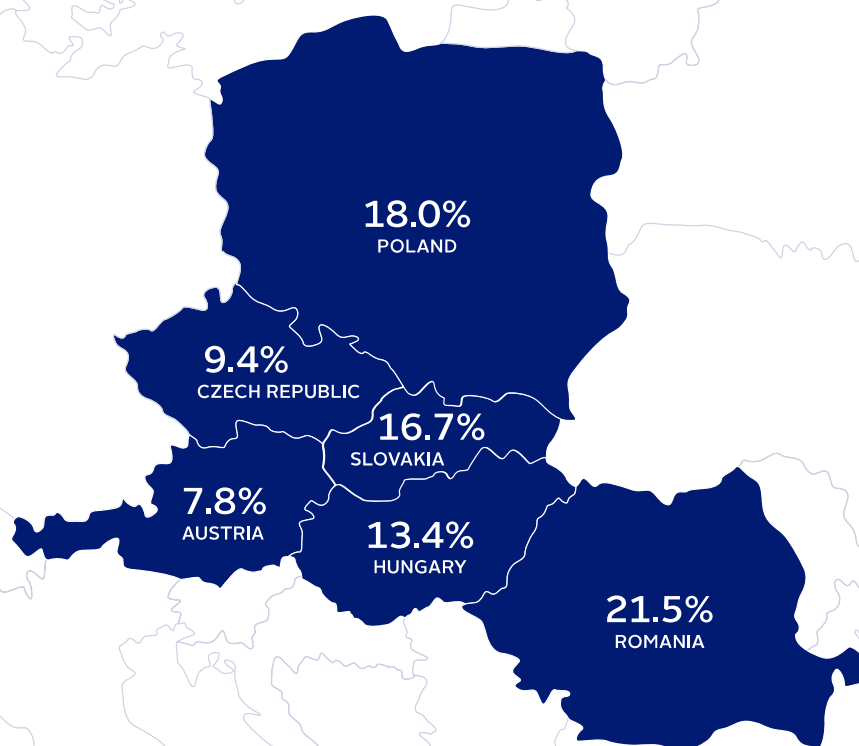 18.0%
POLAND
9.4%
CZECH REPUBLIC
16.7%
SLOVAKIA
7.8%
AUSTRIA
13.4%
HUNGARY
21.5%
ROMANIA